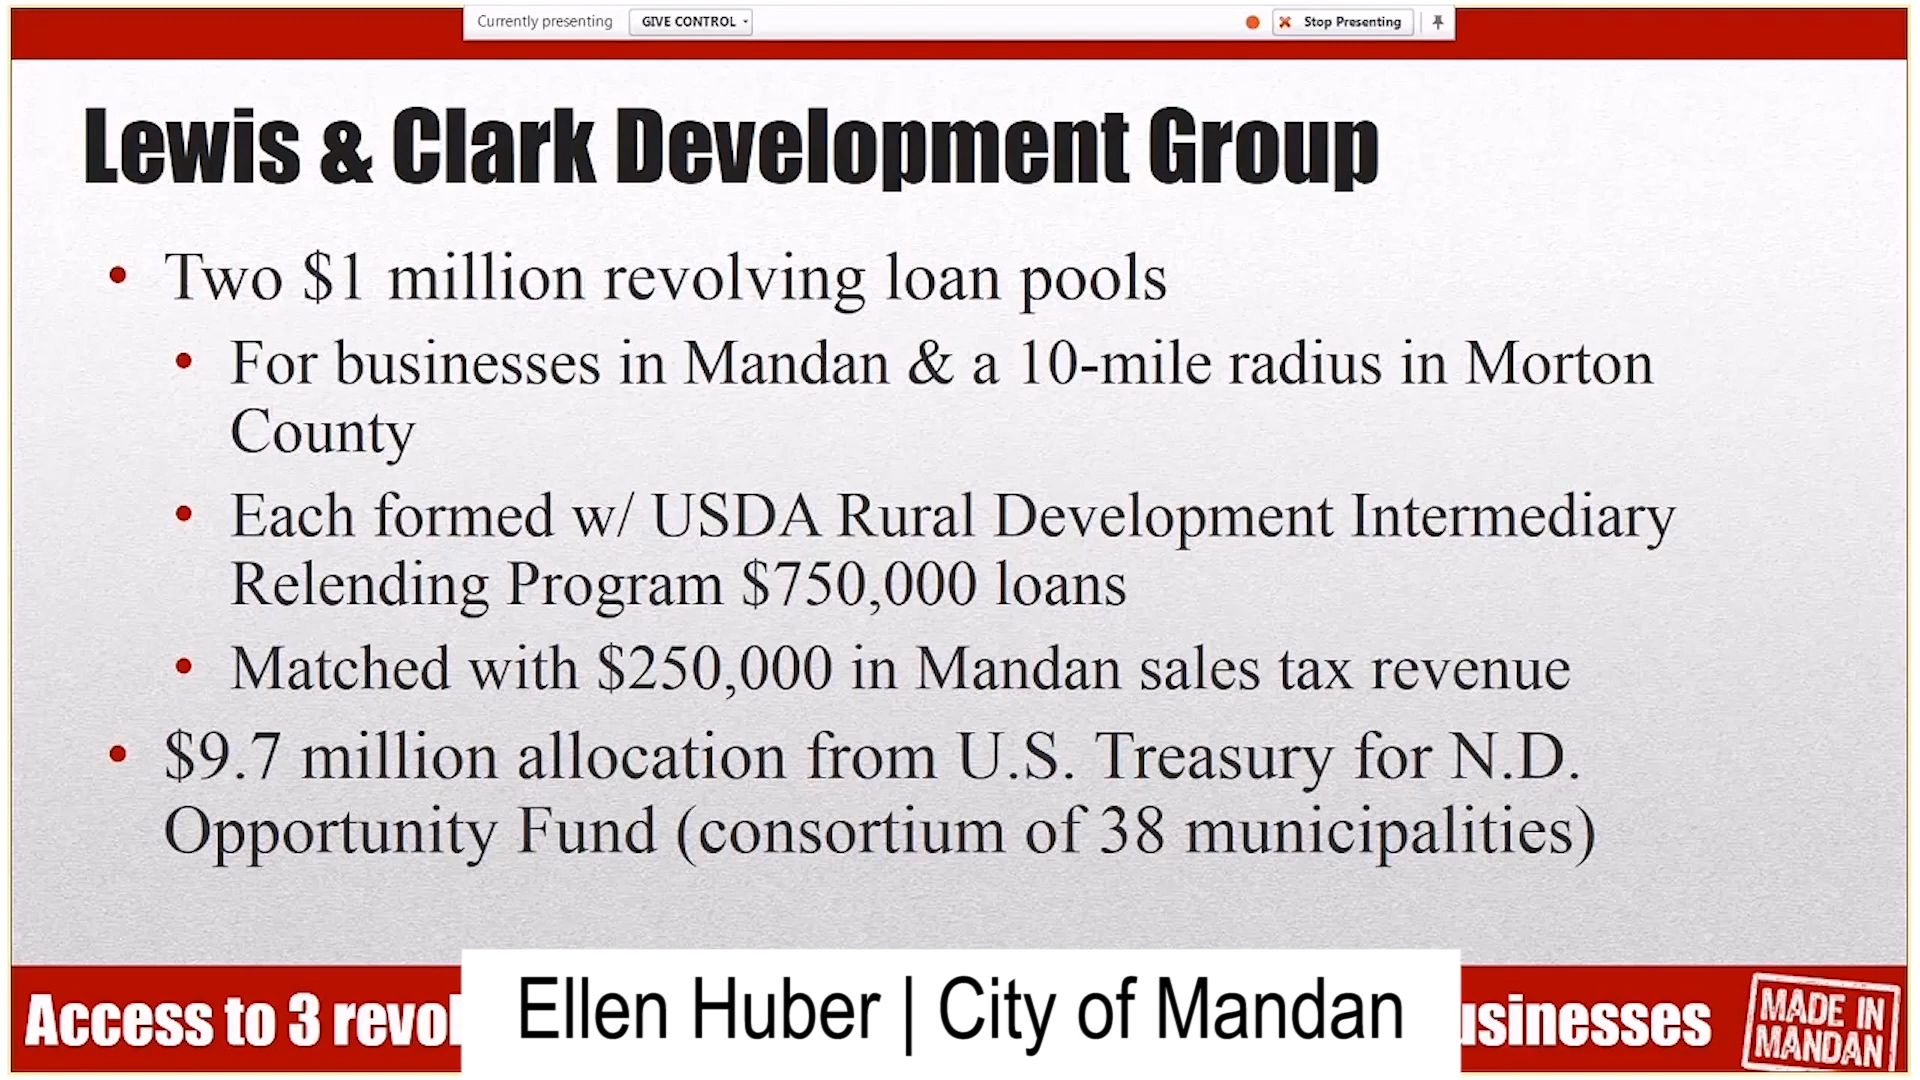 Currently presenting GIVE CONTROL Stop Presenting
Lewis & Clark Development Group
• Two $1 million revolving loan pools
• For businesses in Mandan & a 10-mile radius in Morton
County
• Each formed w/ USDA Rural Development Intermediary
Relending Program $750,000 loans
• Matched with $250,000 in Mandan sales tax revenue
• $9.7 million allocation from U.S. Treasury for N.D.
Opportunity Fund (consortium of 38 municipalities)
Access to 3
Ellen Huber | City of Mandan
MADE IN
MANDAN